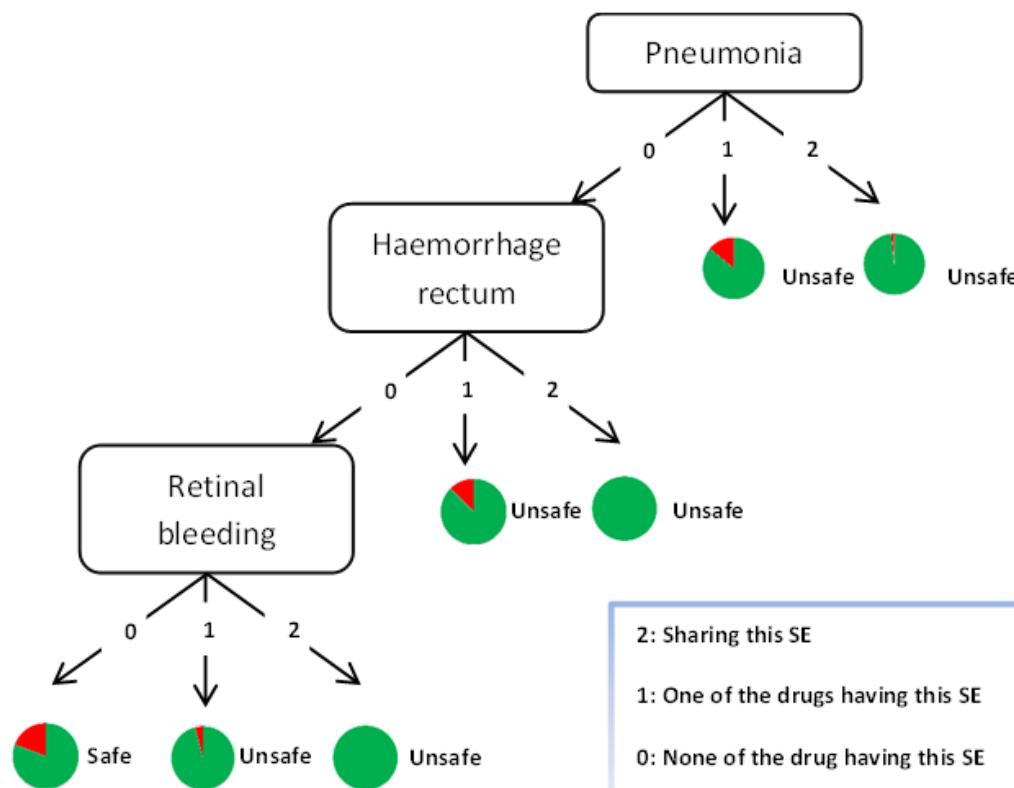 Pneumonia
0
1
2
Haemorrhage
rectum
Unsafe
Unsafe
0
1
2
Retinal
bleeding
Unsafe
Unsafe
0
1
2
2: Sharing this SE
1: One of the drugs having this SE
0: None of the drug having this SE
Safe
Unsafe
Unsafe